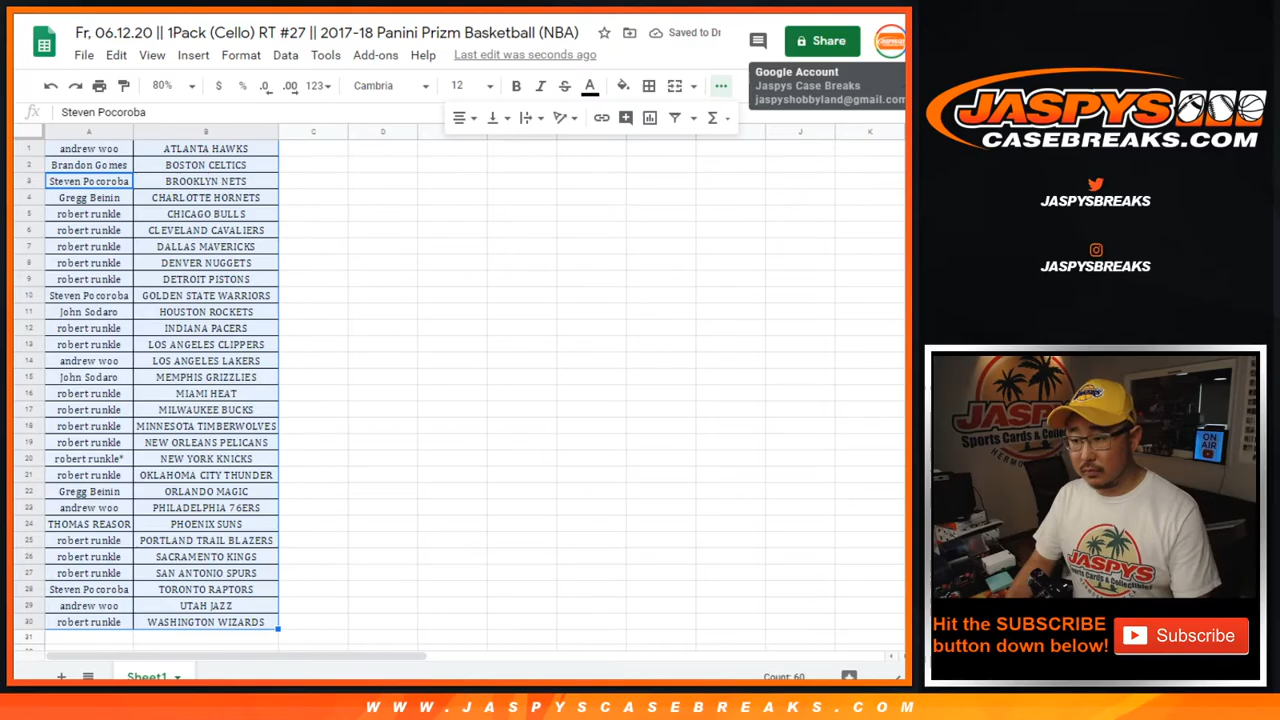 Fr, 06.12.20 || 1Pack (Cello) RT #27 || 2017-18 Panini Prizm Basketball (NBA)
Saved to Dr
Share
File Edit View Insert Format Data Tools Add-ons Help Last edit was seconds ago
Google Account
Jaspys Case Breaks
jaspyshobbyland@gmail.com
80% $ % .0 .00 123 Cambria 12 B I S A
fx Steven Pocoroba
A B C D J K
1 andrew woo ATLANTA HAWKS
2 Brandon Gomes BOSTON CELTICS
3 Steven Pocoroba BROOKLYN NETS
4 Gregg Beinin CHARLOTTE HORNETS
5 robert runkle CHICAGO BULLS
6 robert runkle CLEVELAND CAVALIERS
7 robert runkle DALLAS MAVERICKS
8 robert runkle DENVER NUGGETS
9 robert runkle DETROIT PISTONS
10 Steven Pocoroba GOLDEN STATE WARRIORS
11 John Sodaro HOUSTON ROCKETS
12 robert runkle INDIANA PACERS
13 robert runkle LOS ANGELES CLIPPERS
14 andrew woo LOS ANGELES LAKERS
15 John Sodaro MEMPHIS GRIZZLIES
16 robert runkle MIAMI HEAT
17 robert runkle MILWAUKEE BUCKS
18 robert runkle MINNESOTA TIMBERWOLVES
19 robert runkle NEW ORLEANS PELICANS
20 robert runkle* NEW YORK KNICKS
21 robert runkle OKLAHOMA CITY THUNDER
22 Gregg Beinin ORLANDO MAGIC
23 andrew woo PHILADELPHIA 76ERS
24 THOMAS REASOR PHOENIX SUNS
25 robert runkle PORTLAND TRAIL BLAZERS
26 robert runkle SACRAMENTO KINGS
27 robert runkle SAN ANTONIO SPURS
28 Steven Pocoroba TORONTO RAPTORS
29 andrew woo UTAH JAZZ
30 robert runkle WASHINGTON WIZARDS
31
Sheet1
Count: 60
JASPYS
CASEBREAKS.COM
JASPYSBREAKS
JASPYSBREAKS
JASPYS
Sports Cards & Collectibles
ON AIR
JASPYS
Hit the SUBSCRIBE
button down below!
Subscribe
WWW.JASPYSCASEBREAKS.COM